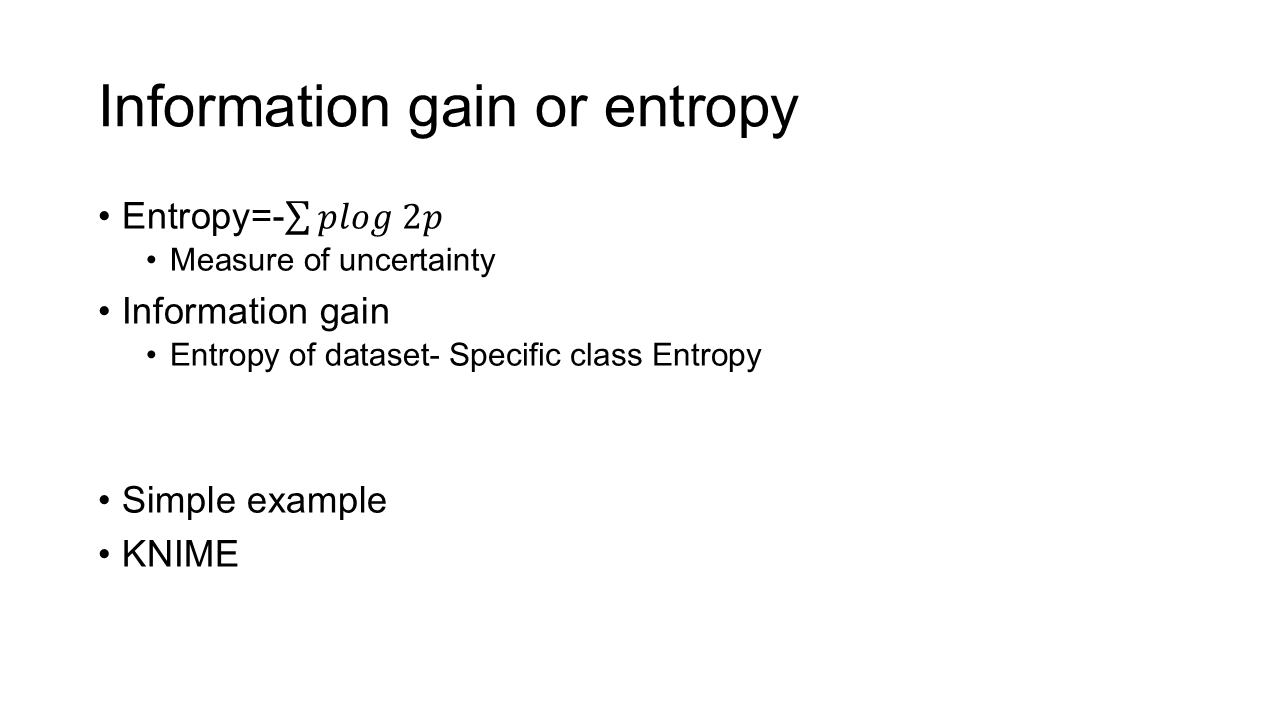 Information gain or entropy
• Entropy=-∑ 𝑝𝑙𝑜𝑔 2𝑝
• Measure of uncertainty
• Information gain
• Entropy of dataset- Specific class Entropy
• Simple example
• KNIME